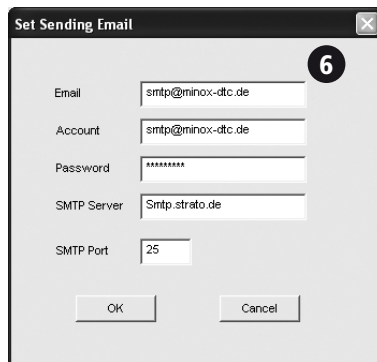 Set Sending Email
6
Email smtp@minox-dtc.de
Account smtp@minox-dtc.de
Password *********
SMTP Server Smtp.strato.de
SMTP Port 25
OK Cancel